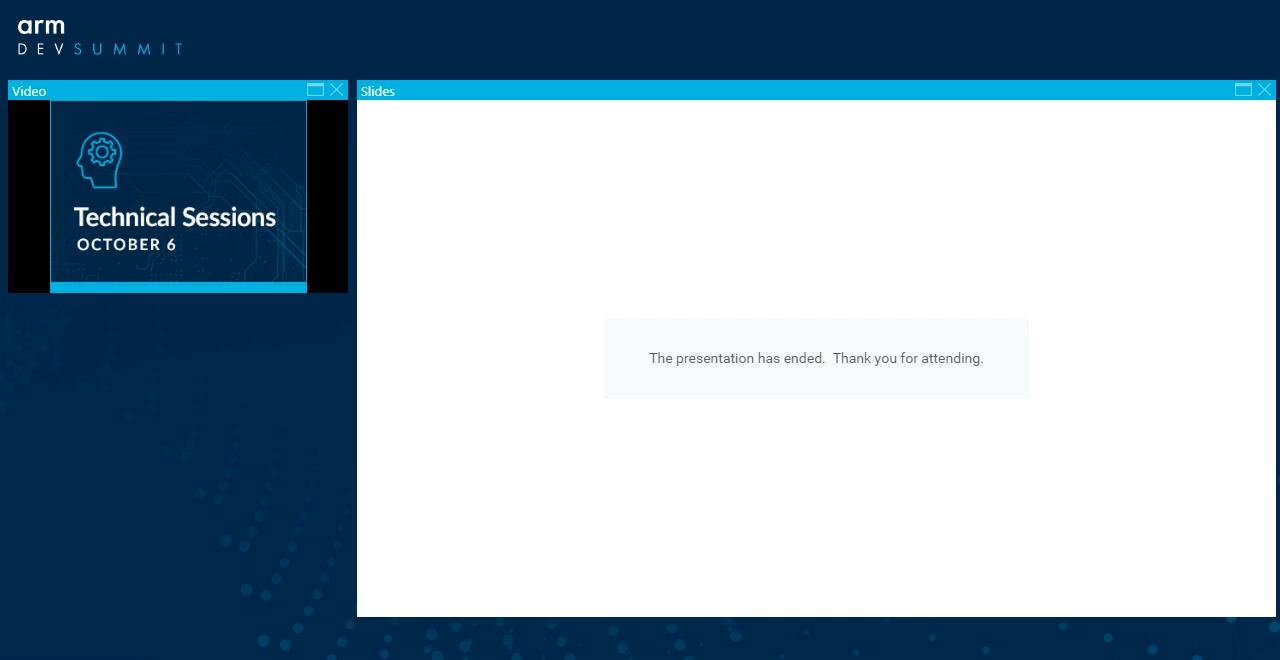 arm
DEVSUMMIT
Video
Technical Sessions
OCTOBER 6
Slides
The presentation has ended.  Thank you for attending.